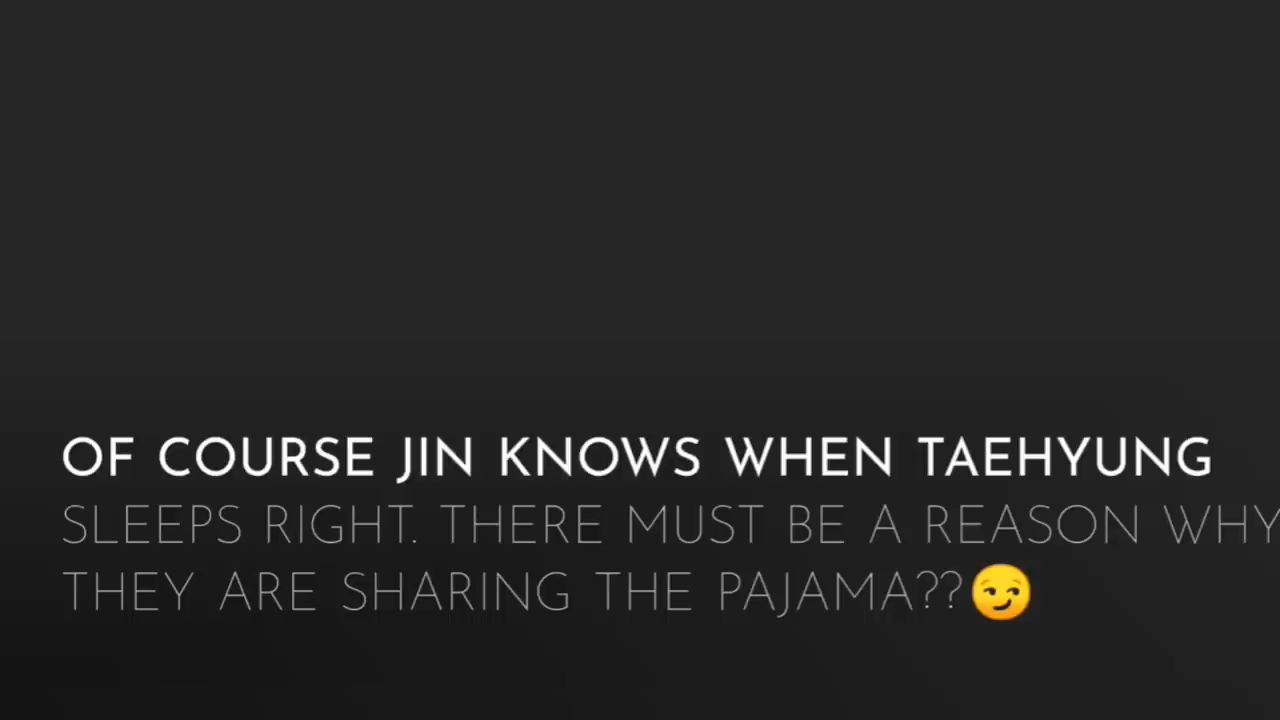 OF COURSE JIN KNOWS WHEN TAEHYUNG
SLEEPS RIGHT. THERE MUST BE A REASON WHY
THEY ARE SHARING THE PAJAMA??😏